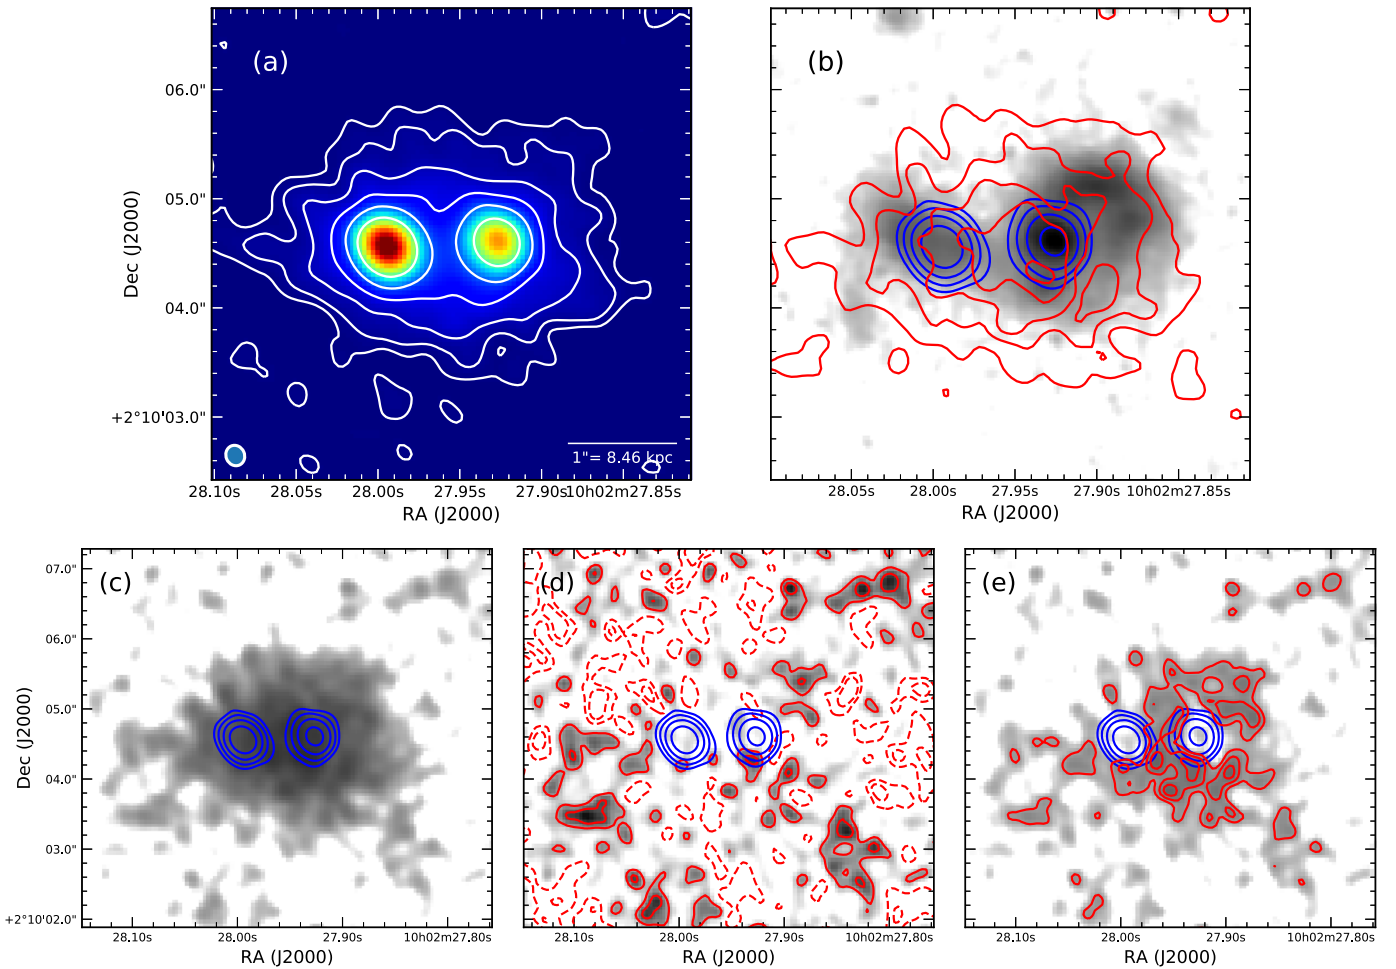 (a)
06.0"
05.0"
04.0"
+2°10'03.0"
Dec (J2000)
1"= 8.46 kpc
28.10s 28.05s 28.00s 27.95s 27.90s 10h02m27.85s
RA (J2000)
(b)
28.05s 28.00s 27.95s 27.90s 10h02m27.85s
RA (J2000)
(c)
07.0"
06.0"
05.0"
04.0"
03.0"
+2°10'02.0"
Dec (J2000)
28.10s 28.00s 27.90s 10h02m27.80s
RA (J2000)
(d)
28.10s 28.00s 27.90s 10h02m27.80s
RA (J2000)
(e)
28.10s 28.00s 27.90s 10h02m27.80s
RA (J2000)